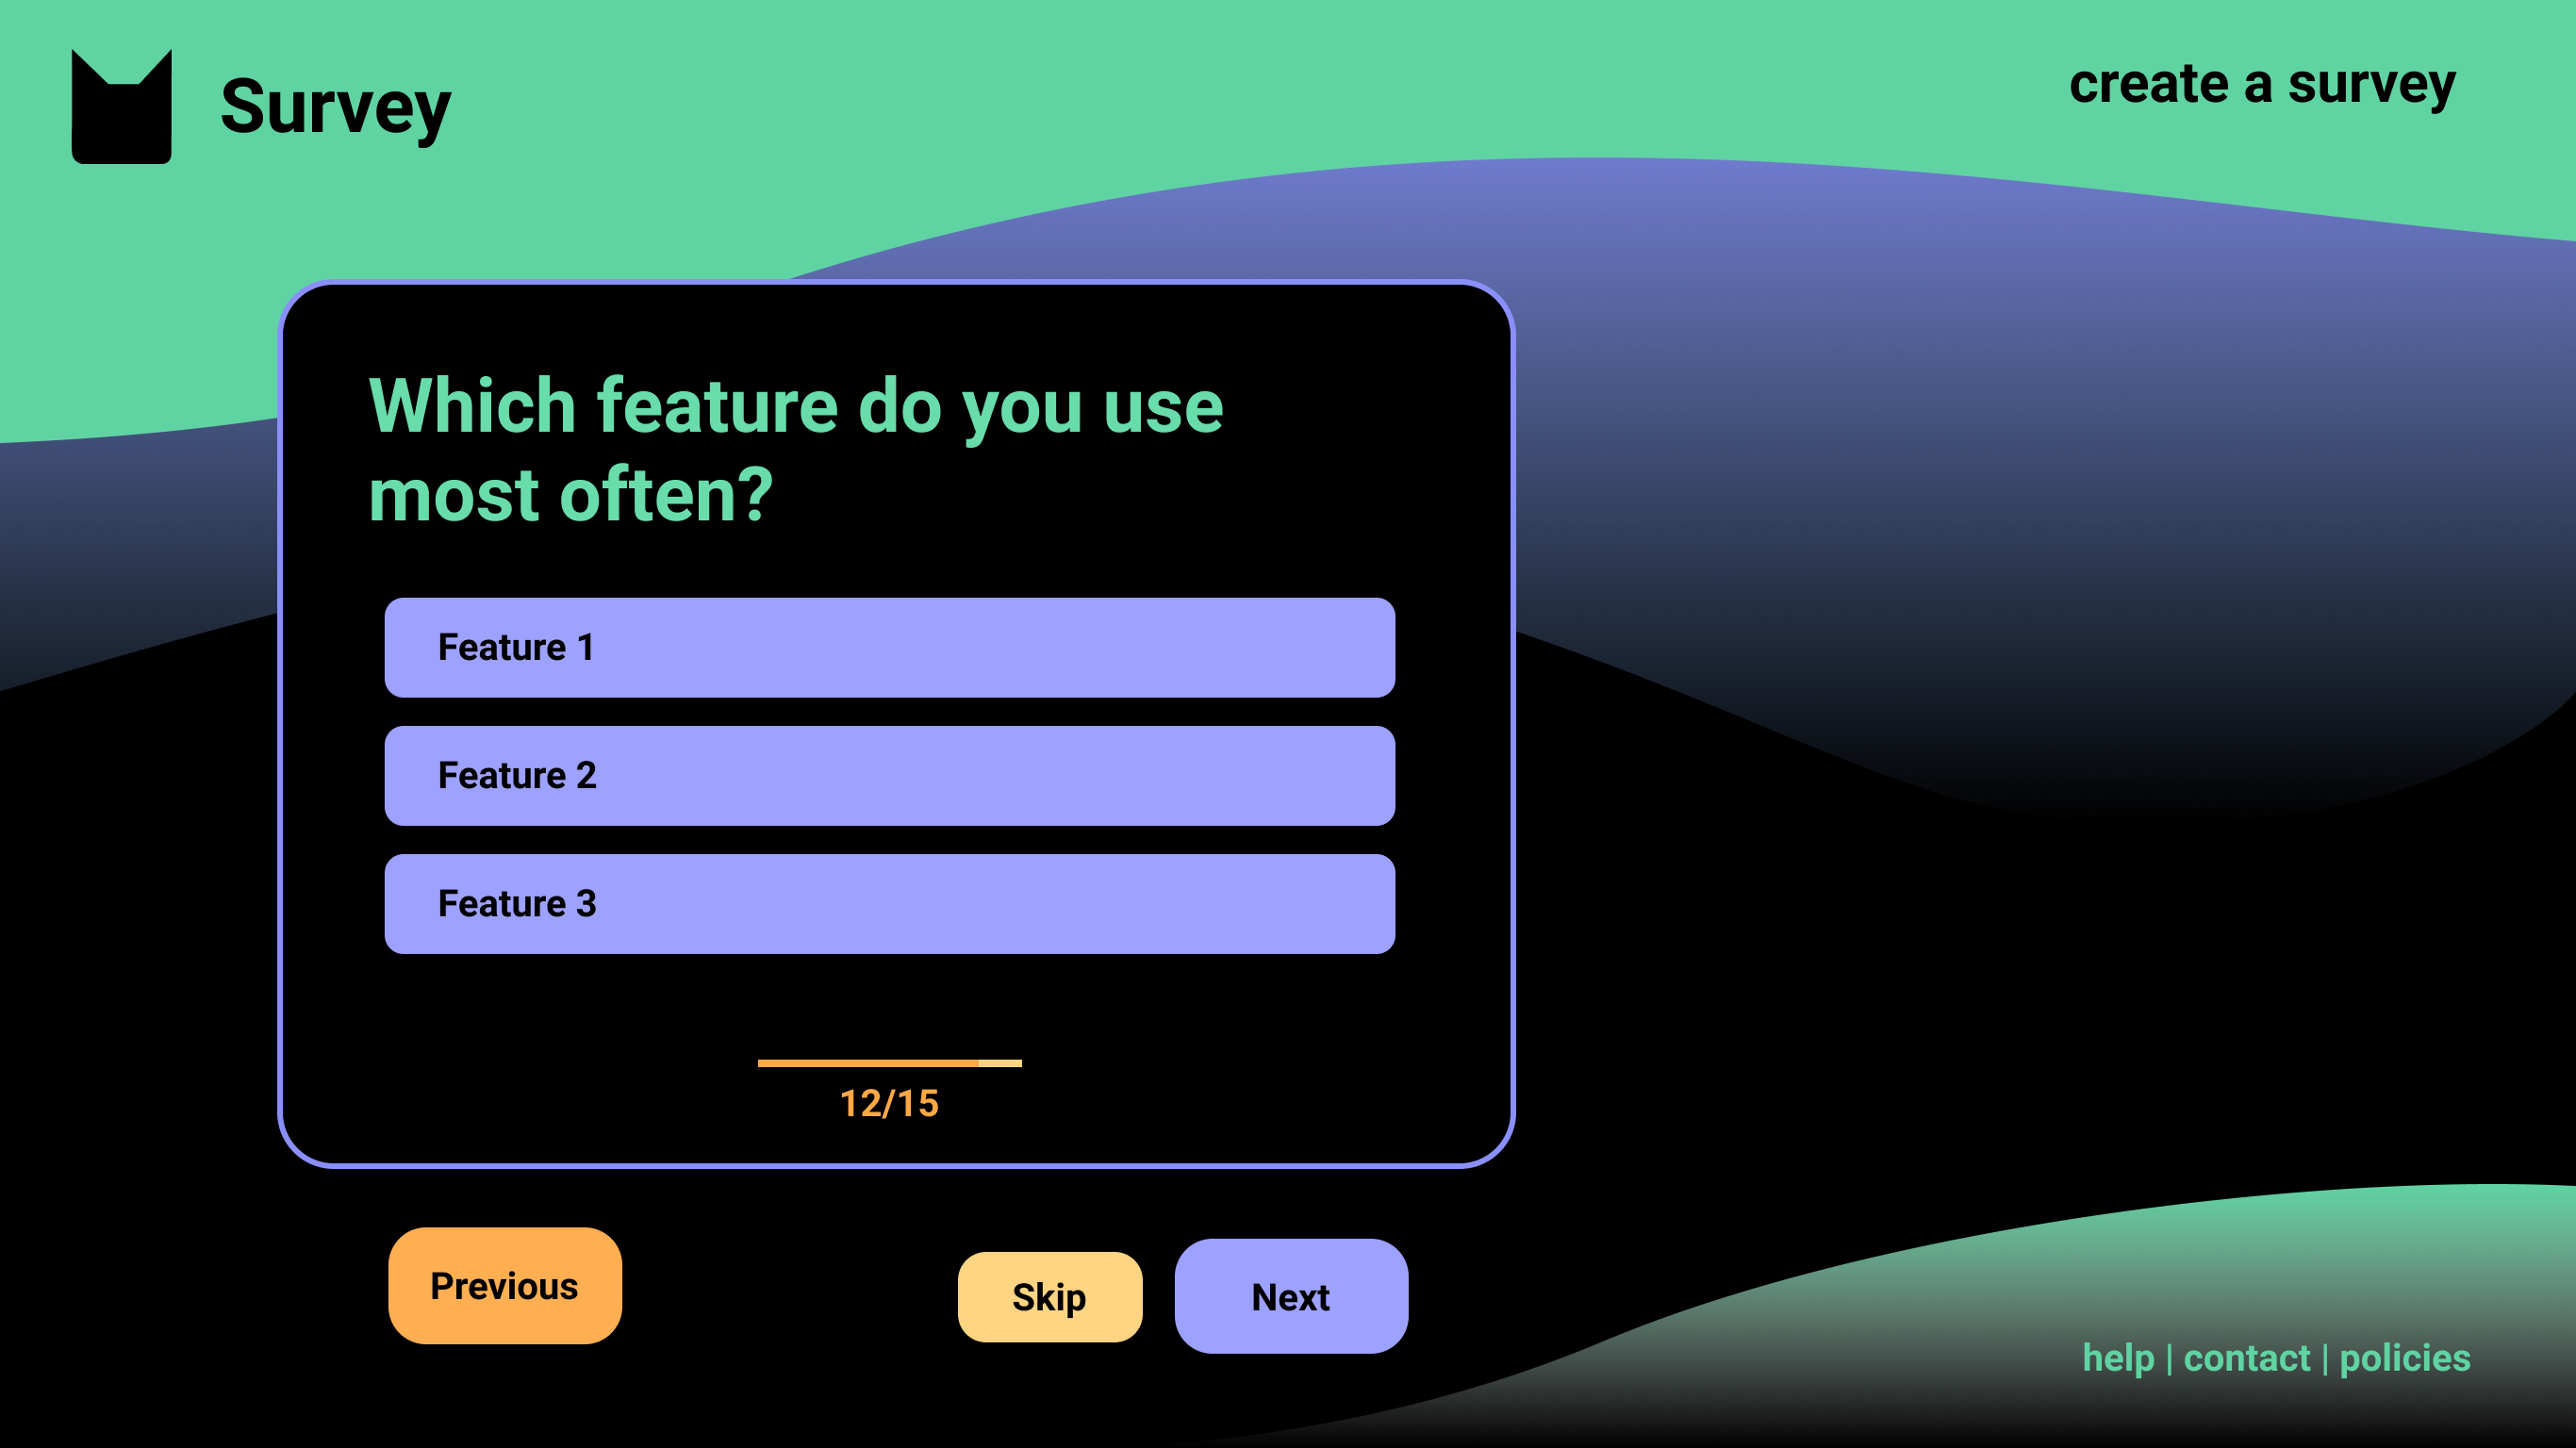 Survey
create a survey
Which feature do you use
most often?
Feature 1
Feature 2
Feature 3
12/15
Previous
Skip
Next
help | contact | policies